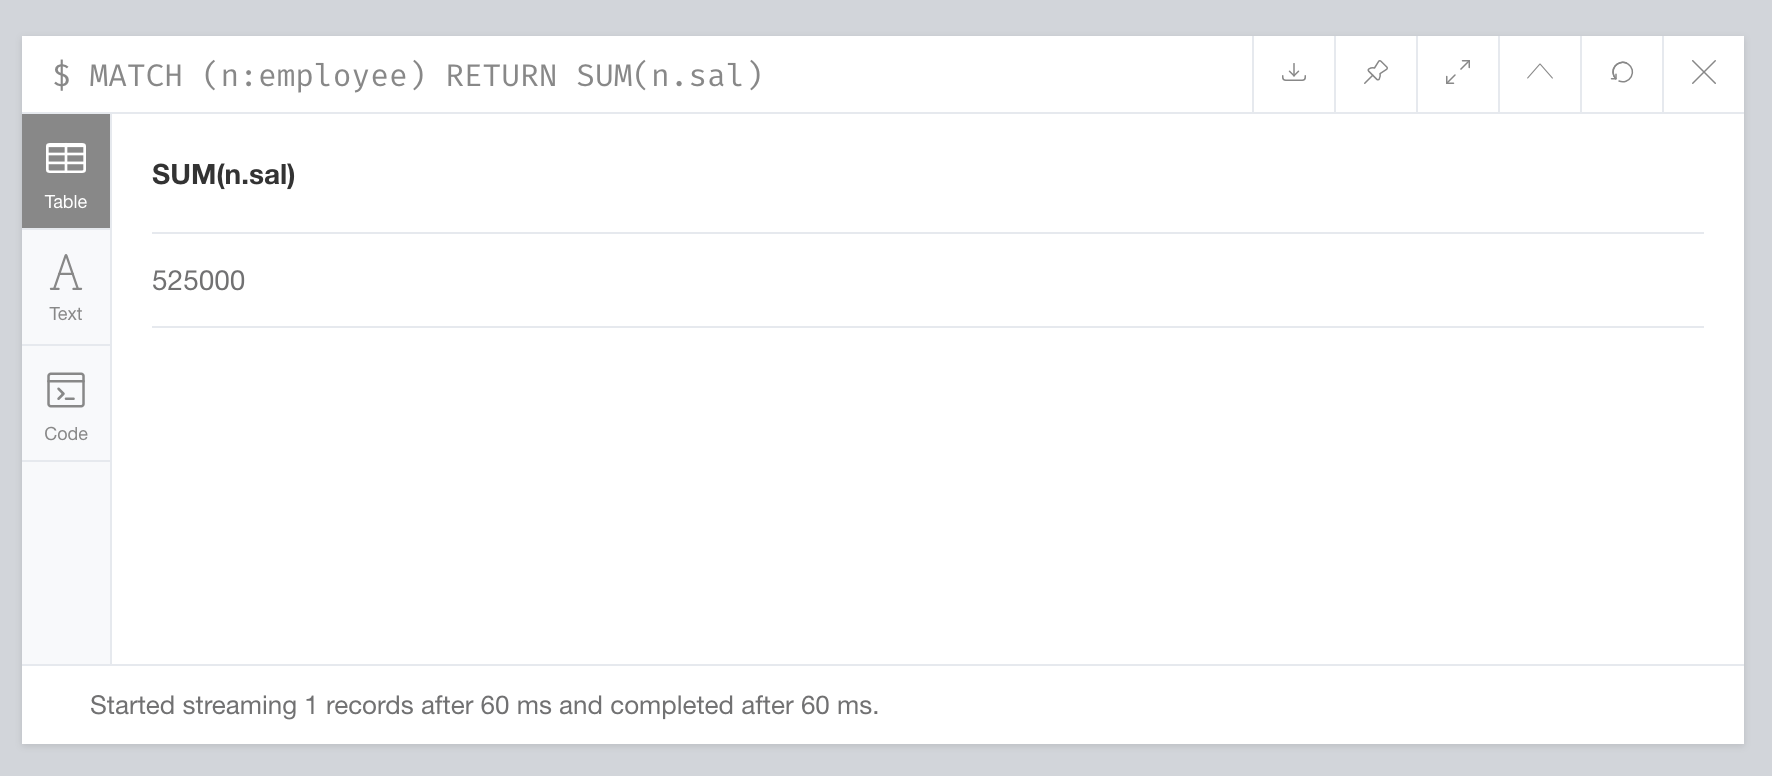 $ MATCH (n:employee) RETURN SUM(n.sal)
Table
SUM(n.sal)
525000
Text
Code
Started streaming 1 records after 60 ms and completed after 60 ms.